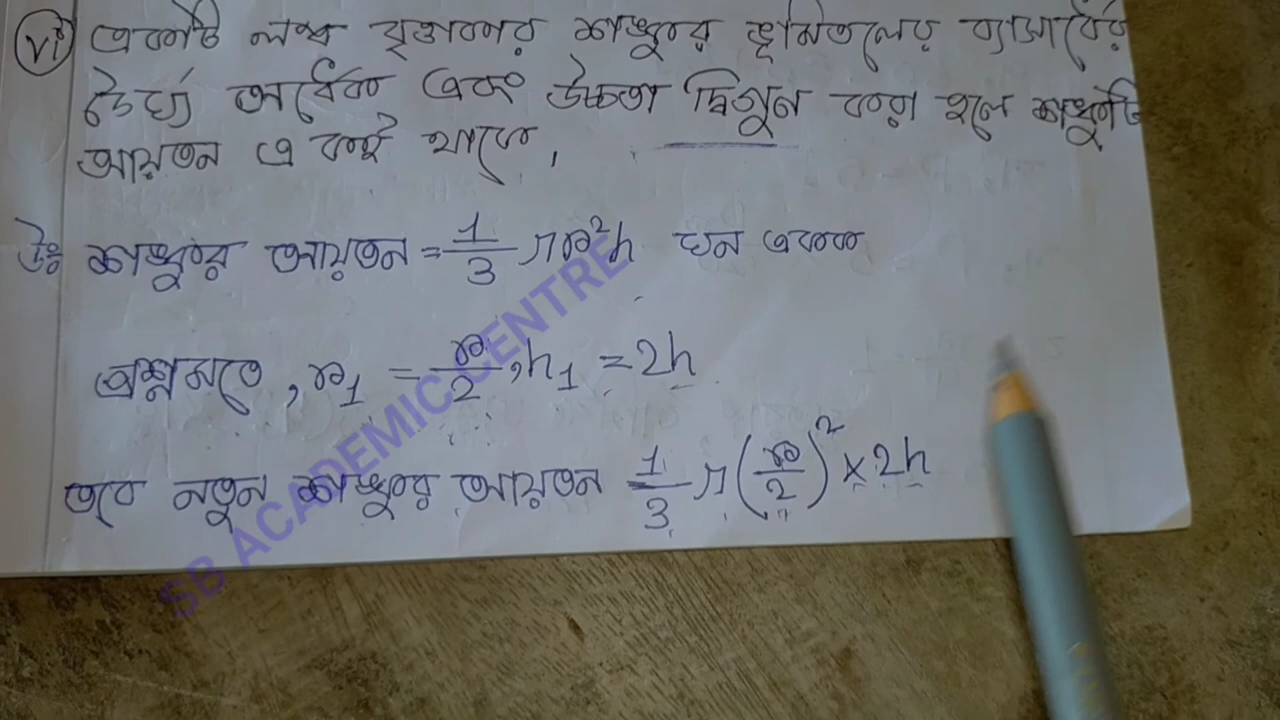 vi) একটি লম্ব বৃত্তাকার শঙ্কুর ভূমিতলের ব্যাসার্ধের
দৈর্ঘ্য অর্ধেক এবং উচ্চতা দ্বিগুন করা হলে শঙ্কুটি
আয়তন একই থাকে,
উঃ শঙ্কুর আয়তন = 1/3 πr²h ঘন একক
প্রশ্নমতে, r₁ = r/2, h₁ = 2h
তবে নতুন শঙ্কুর আয়তন 1/3 π(r/2)² × 2h
SB ACADEMIC CENTRE